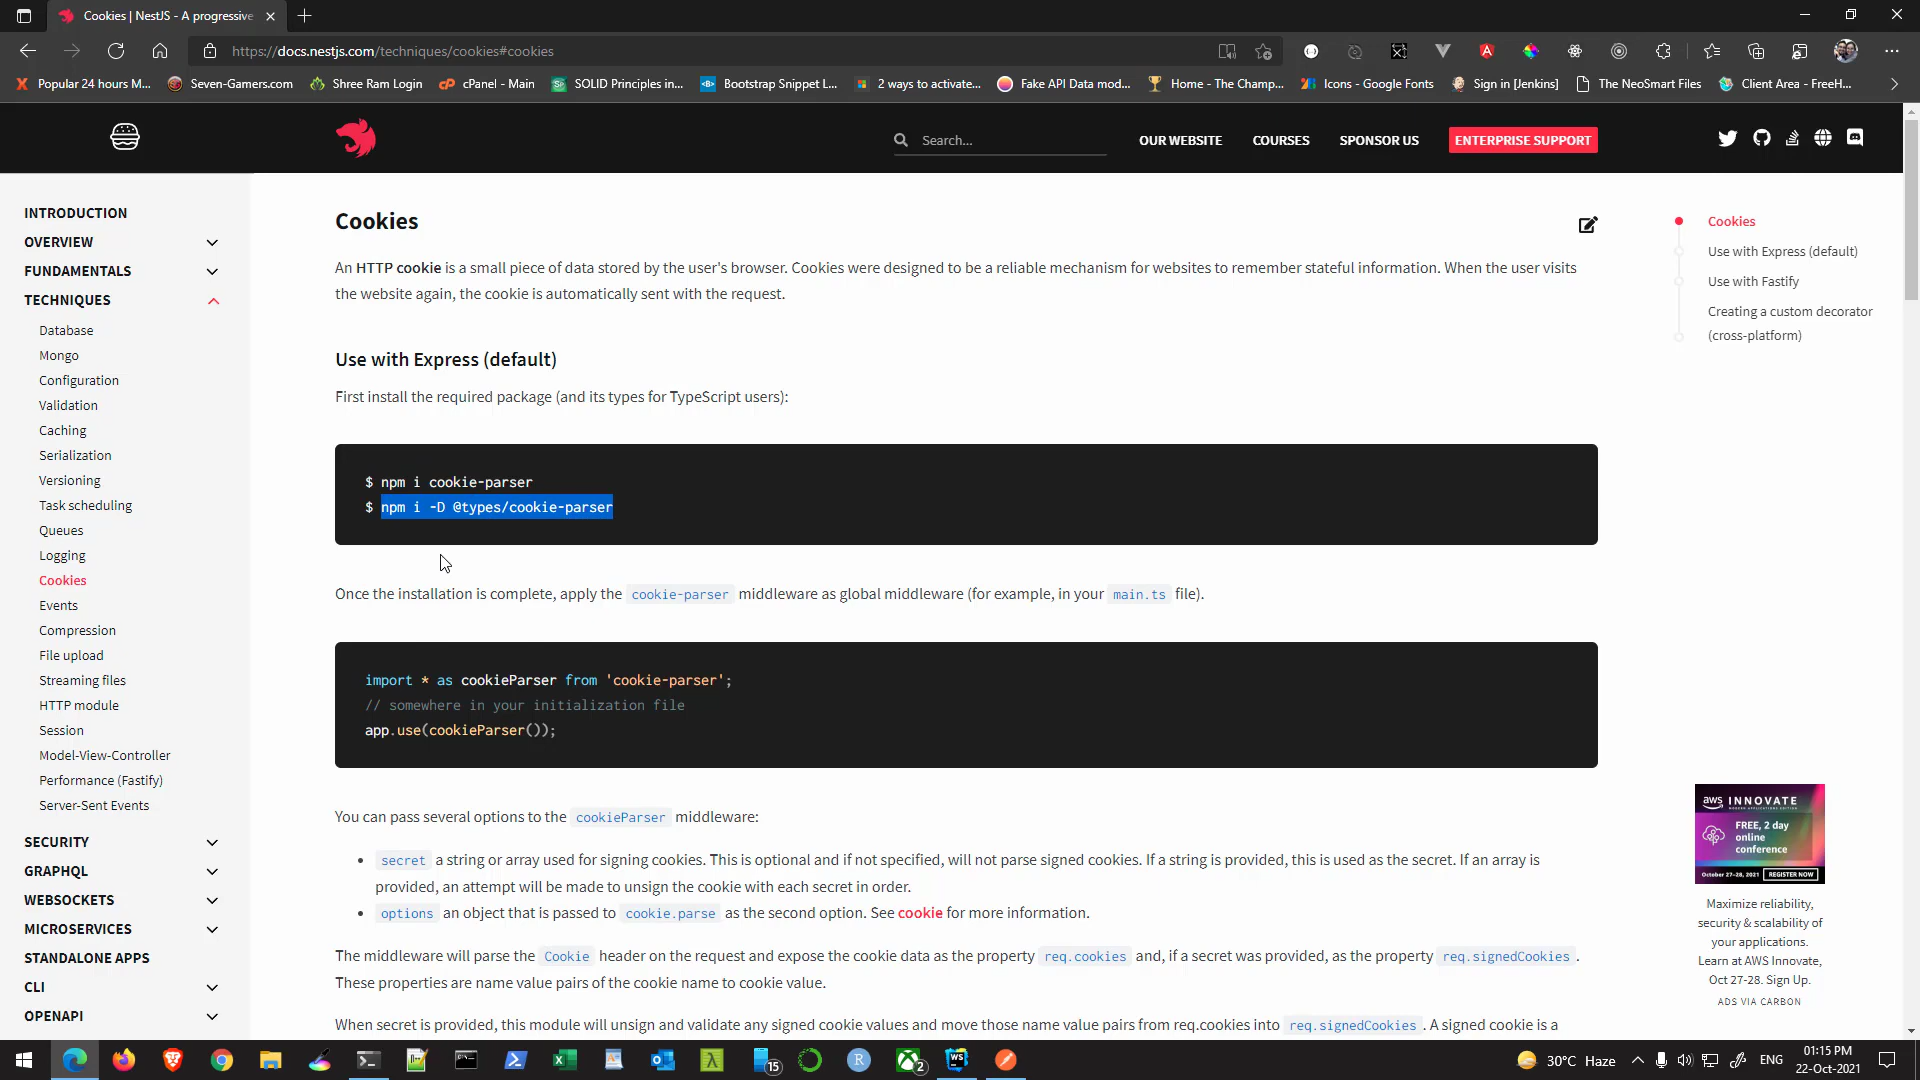 Cookies | NestJS - A progressive
https://docs.nestjs.com/techniques/cookies#cookies
Popular 24 hours M...
Seven-Gamers.com
Shree Ram Login
cPanel - Main
SOLID Principles in...
Bootstrap Snippet L...
2 ways to activate...
Fake API Data mod...
Home - The Champ...
Icons - Google Fonts
Sign in [Jenkins]
The NeoSmart Files
Client Area - FreeH...
Search...
OUR WEBSITE
COURSES
SPONSOR US
ENTERPRISE SUPPORT
INTRODUCTION
OVERVIEW
FUNDAMENTALS
TECHNIQUES
Database
Mongo
Configuration
Validation
Caching
Serialization
Versioning
Task scheduling
Queues
Logging
Cookies
Events
Compression
File upload
Streaming files
HTTP module
Session
Model-View-Controller
Performance (Fastify)
Server-Sent Events
SECURITY
GRAPHQL
WEBSOCKETS
MICROSERVICES
STANDALONE APPS
CLI
OPENAPI
Cookies
An HTTP cookie is a small piece of data stored by the user's browser. Cookies were designed to be a reliable mechanism for websites to remember stateful information. When the user visits
the website again, the cookie is automatically sent with the request.
Use with Express (default)
First install the required package (and its types for TypeScript users):
$ npm i cookie-parser
$ npm i -D @types/cookie-parser
Once the installation is complete, apply the cookie-parser middleware as global middleware (for example, in your main.ts file).
import * as cookieParser from 'cookie-parser';
// somewhere in your initialization file
app.use(cookieParser());
You can pass several options to the cookieParser middleware:
• secret a string or array used for signing cookies. This is optional and if not specified, will not parse signed cookies. If a string is provided, this is used as the secret. If an array is
provided, an attempt will be made to unsign the cookie with each secret in order.
• options an object that is passed to cookie.parse as the second option. See cookie for more information.
The middleware will parse the Cookie header on the request and expose the cookie data as the property req.cookies and, if a secret was provided, as the property req.signedCookies .
These properties are name value pairs of the cookie name to cookie value.
When secret is provided, this module will unsign and validate any signed cookie values and move those name value pairs from req.cookies into req.signedCookies . A signed cookie is a
Cookies
Use with Express (default)
Use with Fastify
Creating a custom decorator
(cross-platform)
aws INNOVATE
MODERN APPLICATIONS EDITION
FREE, 2 day
online
conference
October 27-28, 2021 REGISTER NOW
Maximize reliability,
security & scalability of
your applications.
Learn at AWS Innovate,
Oct 27-28. Sign Up.
ADS VIA CARBON
15
R
2
WS
30°C Haze
ENG
01:15 PM
22-Oct-2021